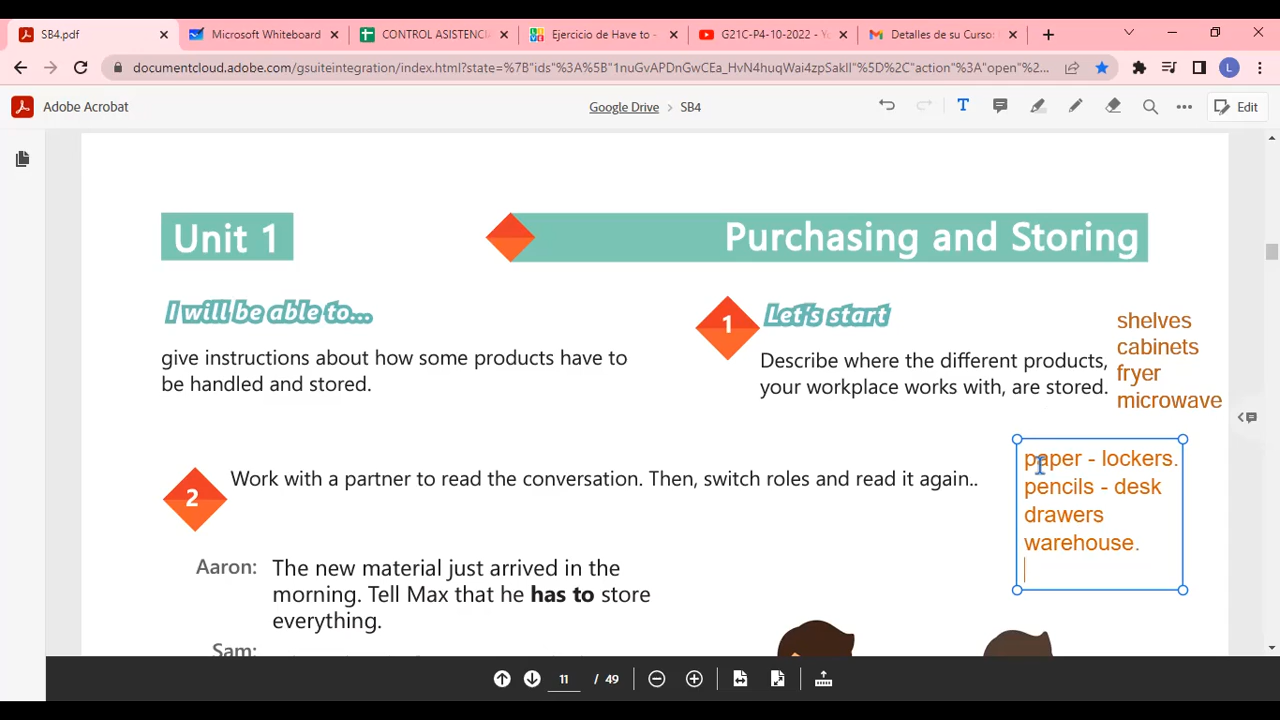 SB4.pdf
Microsoft Whiteboard
CONTROL ASISTENCI
Ejercicio de Have to -
G21C-P4-10-2022 - Yo
Detalles de su Curso:
documentcloud.adobe.com/gsuiteintegration/index.html?state=%7B"ids"%3A%5B"1nuGvAPDnGwCEa_HvN4huqWai4zpSakIl"%5D%2C"action"%3A"open"%2...
L
Adobe Acrobat
Google Drive > SB4
T
Edit
Unit 1
Purchasing and Storing
I will be able to...
give instructions about how some products have to
be handled and stored.
1
Let's start
Describe where the different products,
your workplace works with, are stored.
shelves
cabinets
fryer
microwave
2
Work with a partner to read the conversation. Then, switch roles and read it again..
paper - lockers.
pencils - desk
drawers
warehouse.
Aaron:
The new material just arrived in the
morning. Tell Max that he has to store
everything.
Sam:
11 / 49